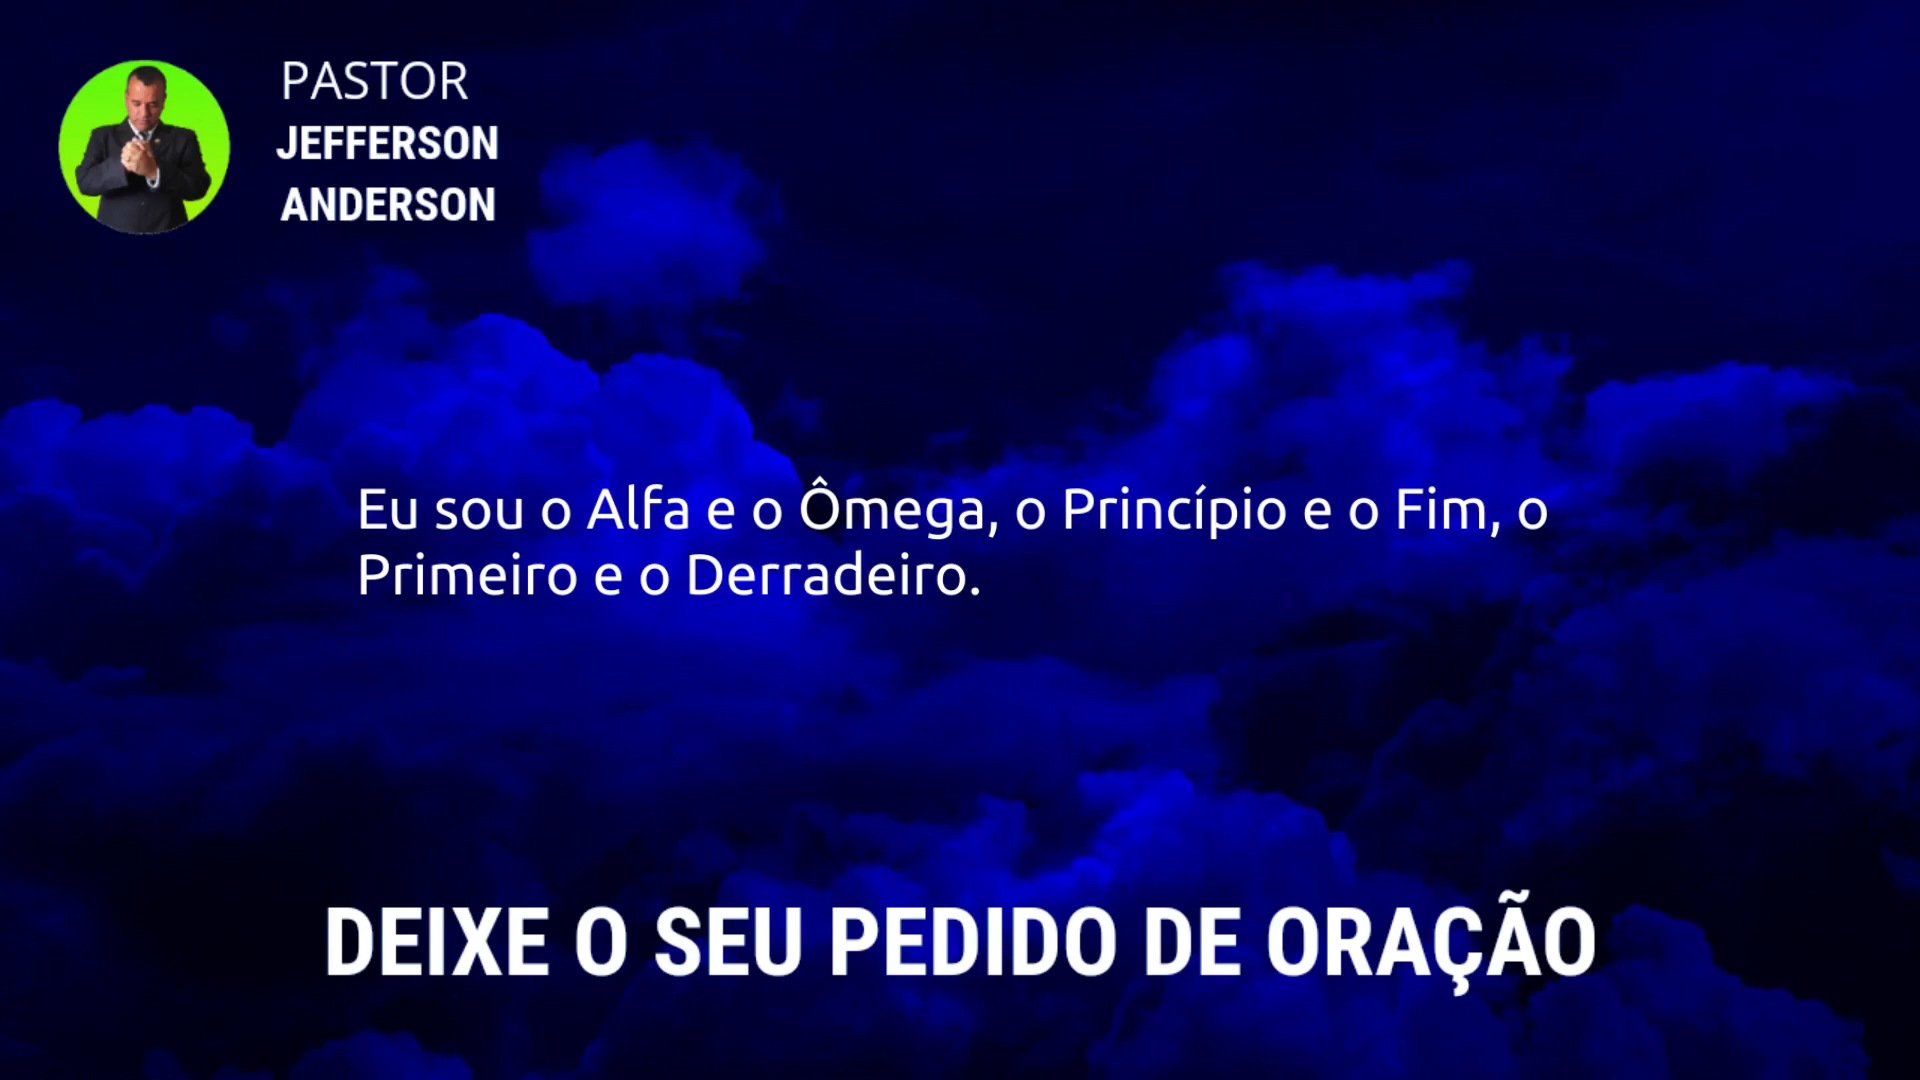 PASTOR
JEFFERSON
ANDERSON
Eu sou o Alfa e o Ômega, o Princípio e o Fim, o
Primeiro e o Derradeiro.
DEIXE O SEU PEDIDO DE ORAÇÃO